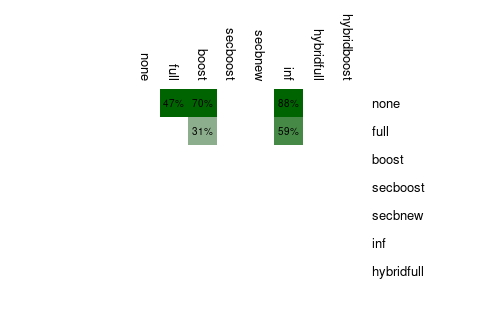 none
full
boost
secboost
secbnew
inf
hybridfull
hybridboost
47% 70% 88% none
31% 59% full
boost
secboost
secbnew
inf
hybridfull